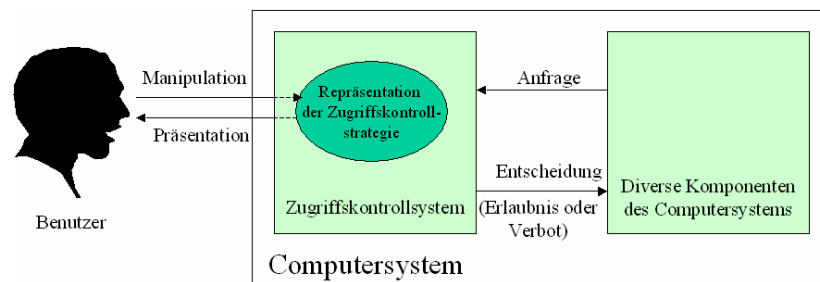 Manipulation
Präsentation
Benutzer
Repräsentation
der Zugriffskontroll-
strategie
Zugriffskontrollsystem
Anfrage
Entscheidung
(Erlaubnis oder
Verbot)
Diverse Komponenten
des Computersystems
Computersystem